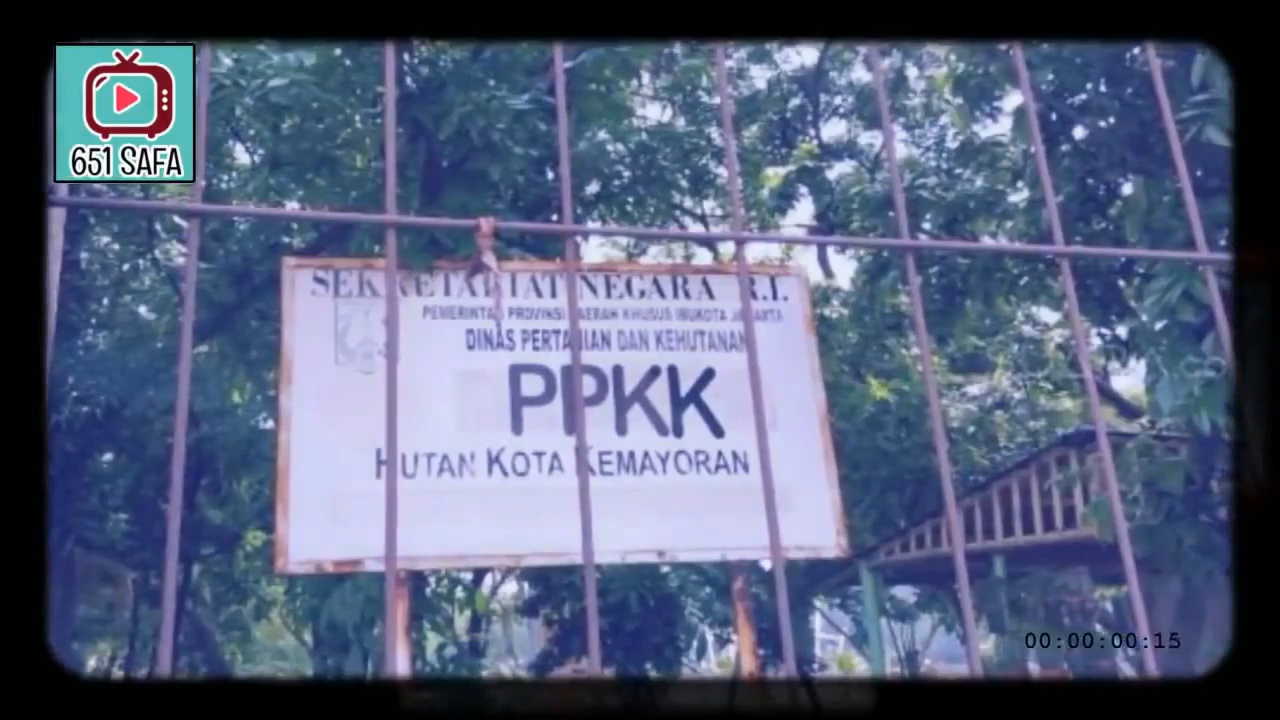 651 SAFA
SEKRETARIAT NEGARA R.I.
PEMERINTAH PROVINSI DAERAH KHUSUS IBUKOTA JAKARTA
DINAS PERTANIAN DAN KEHUTANAN
PPKK
HUTAN KOTA KEMAYORAN
00:00:00:15